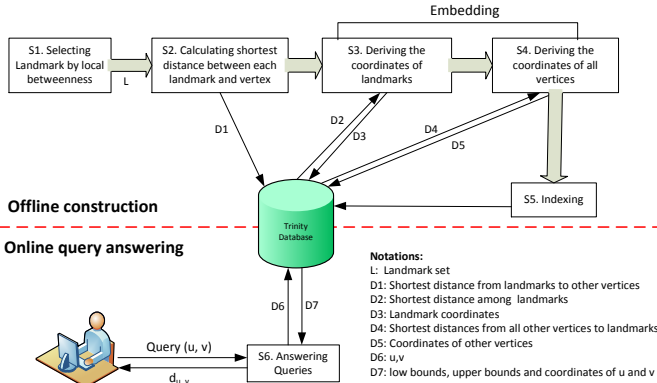 Embedding
S1. Selecting
Landmark by local
betweenness
S2. Calculating shortest
distance between each
landmark and vertex
S3. Deriving the
coordinates of
landmarks
S4. Deriving the
coordinates of all
vertices
L
D1
D2
D3
D4
D5
S5. Indexing
Trinity
Database
Offline construction
Online query answering
D6
D7
Query (u, v)
d u,v
S6. Answering
Queries
Notations:
L: Landmark set
D1: Shortest distance from landmarks to other vertices
D2: Shortest distance among landmarks
D3: Landmark coordinates
D4: Shortest distances from all other vertices to landmarks
D5: Coordinates of other vertices
D6: u,v
D7: low bounds, upper bounds and coordinates of u and v